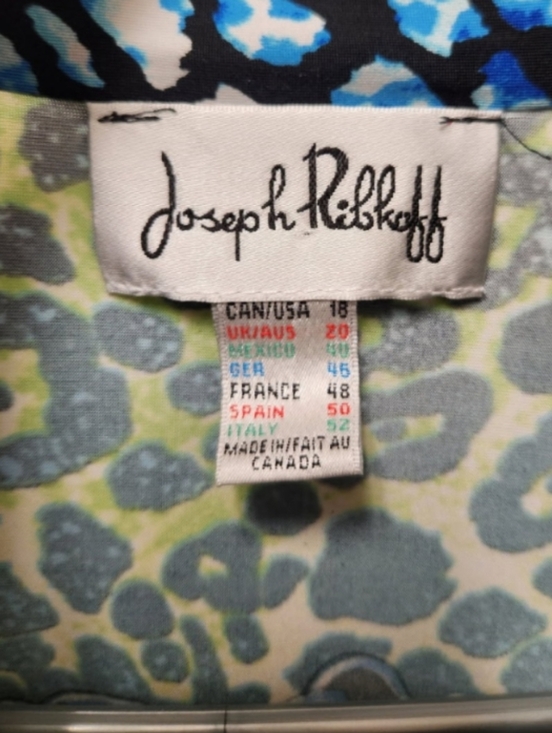 Joseph Ribkoff
CAN/USA 18
UK/AUS 20
MEXICO 40
GER 46
FRANCE 48
SPAIN 50
ITALY 52
MADE IN/FAIT AU
CANADA